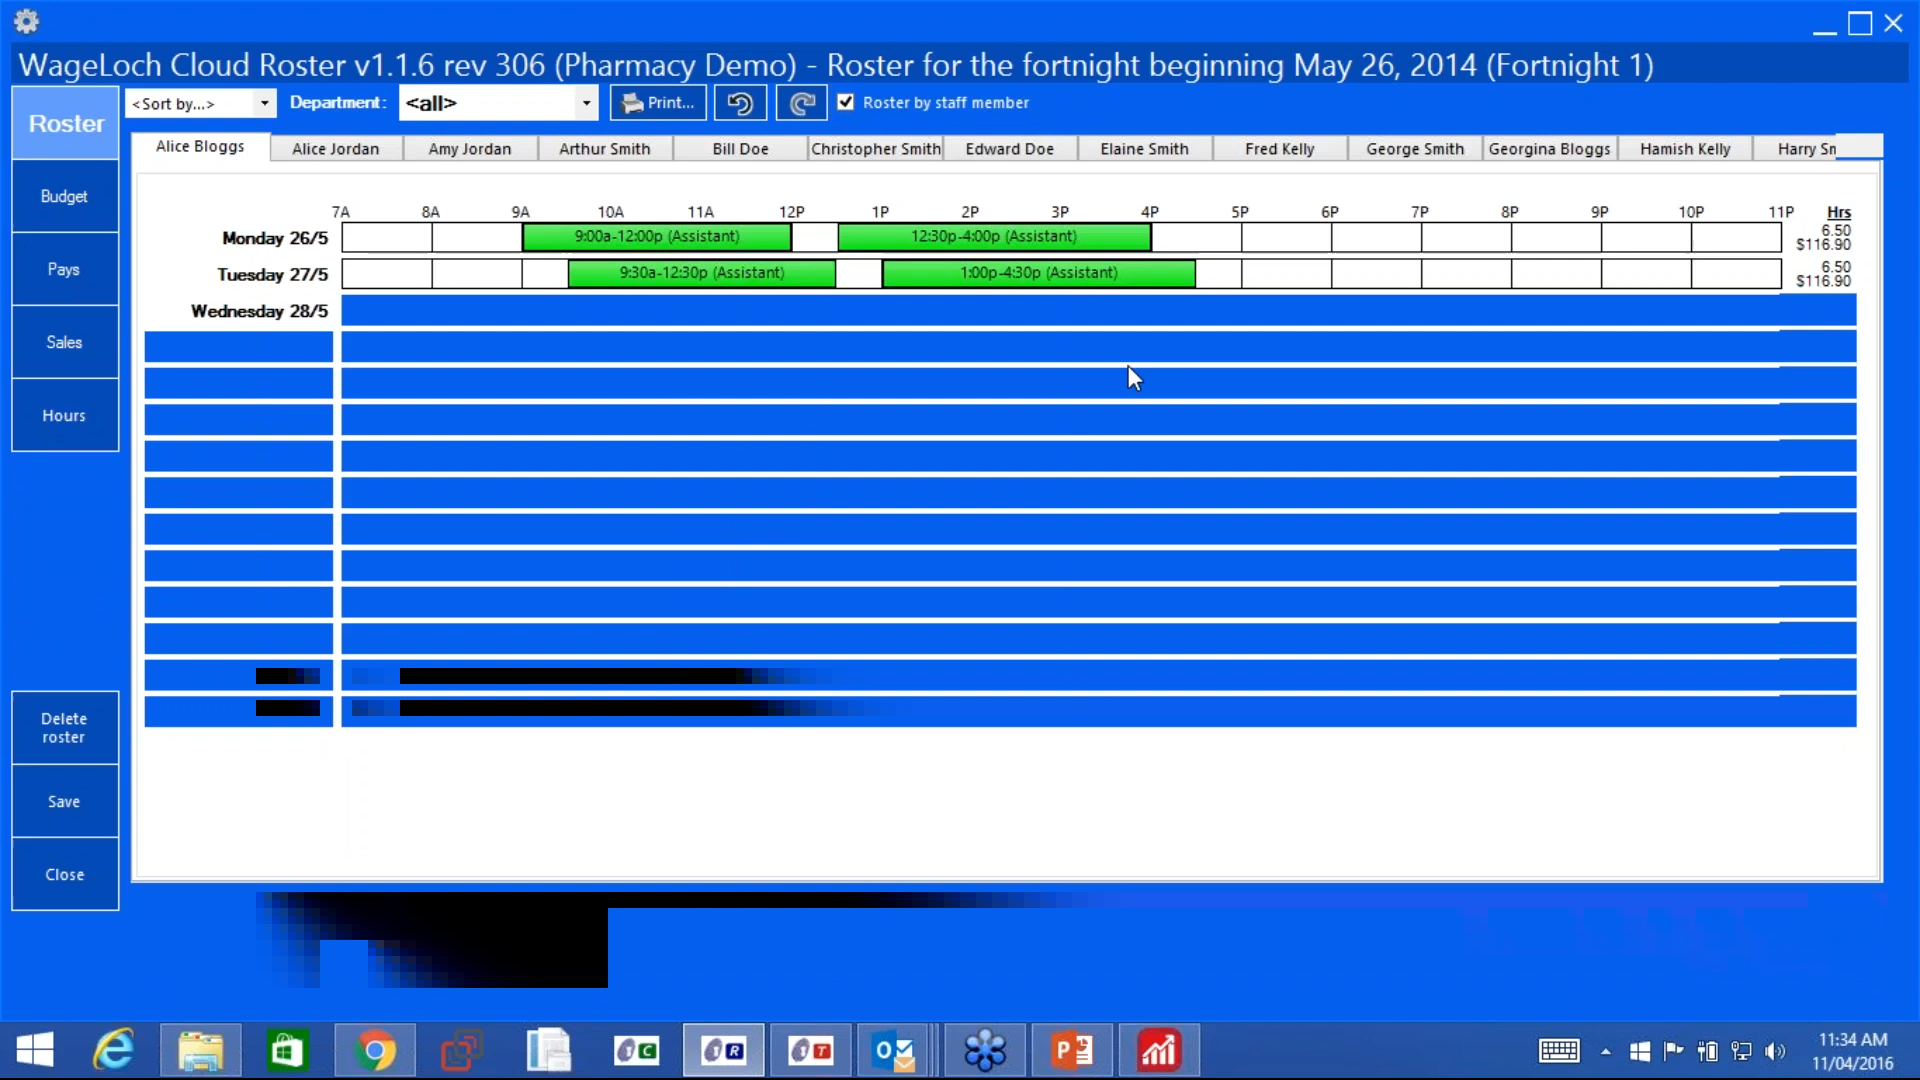 WageLoch Cloud Roster v1.1.6 rev 306 (Pharmacy Demo) - Roster for the fortnight beginning May 26, 2014 (Fortnight 1)
Roster
<Sort by...> Department: <all> Print... Roster by staff member
Alice Bloggs Alice Jordan Amy Jordan Arthur Smith Bill Doe Christopher Smith Edward Doe Elaine Smith Fred Kelly George Smith Georgina Bloggs Hamish Kelly Harry Sn
Budget
Pays
Sales
Hours
7A 8A 9A 10A 11A 12P 1P 2P 3P 4P 5P 6P 7P 8P 9P 10P 11P Hrs
Monday 26/5 9:00a-12:00p (Assistant) 12:30p-4:00p (Assistant) 6.50
$116.90
Tuesday 27/5 9:30a-12:30p (Assistant) 1:00p-4:30p (Assistant) 6.50
$116.90
Wednesday 28/5
Delete
roster
Save
Close
C R T
O P
11:34 AM
11/04/2016